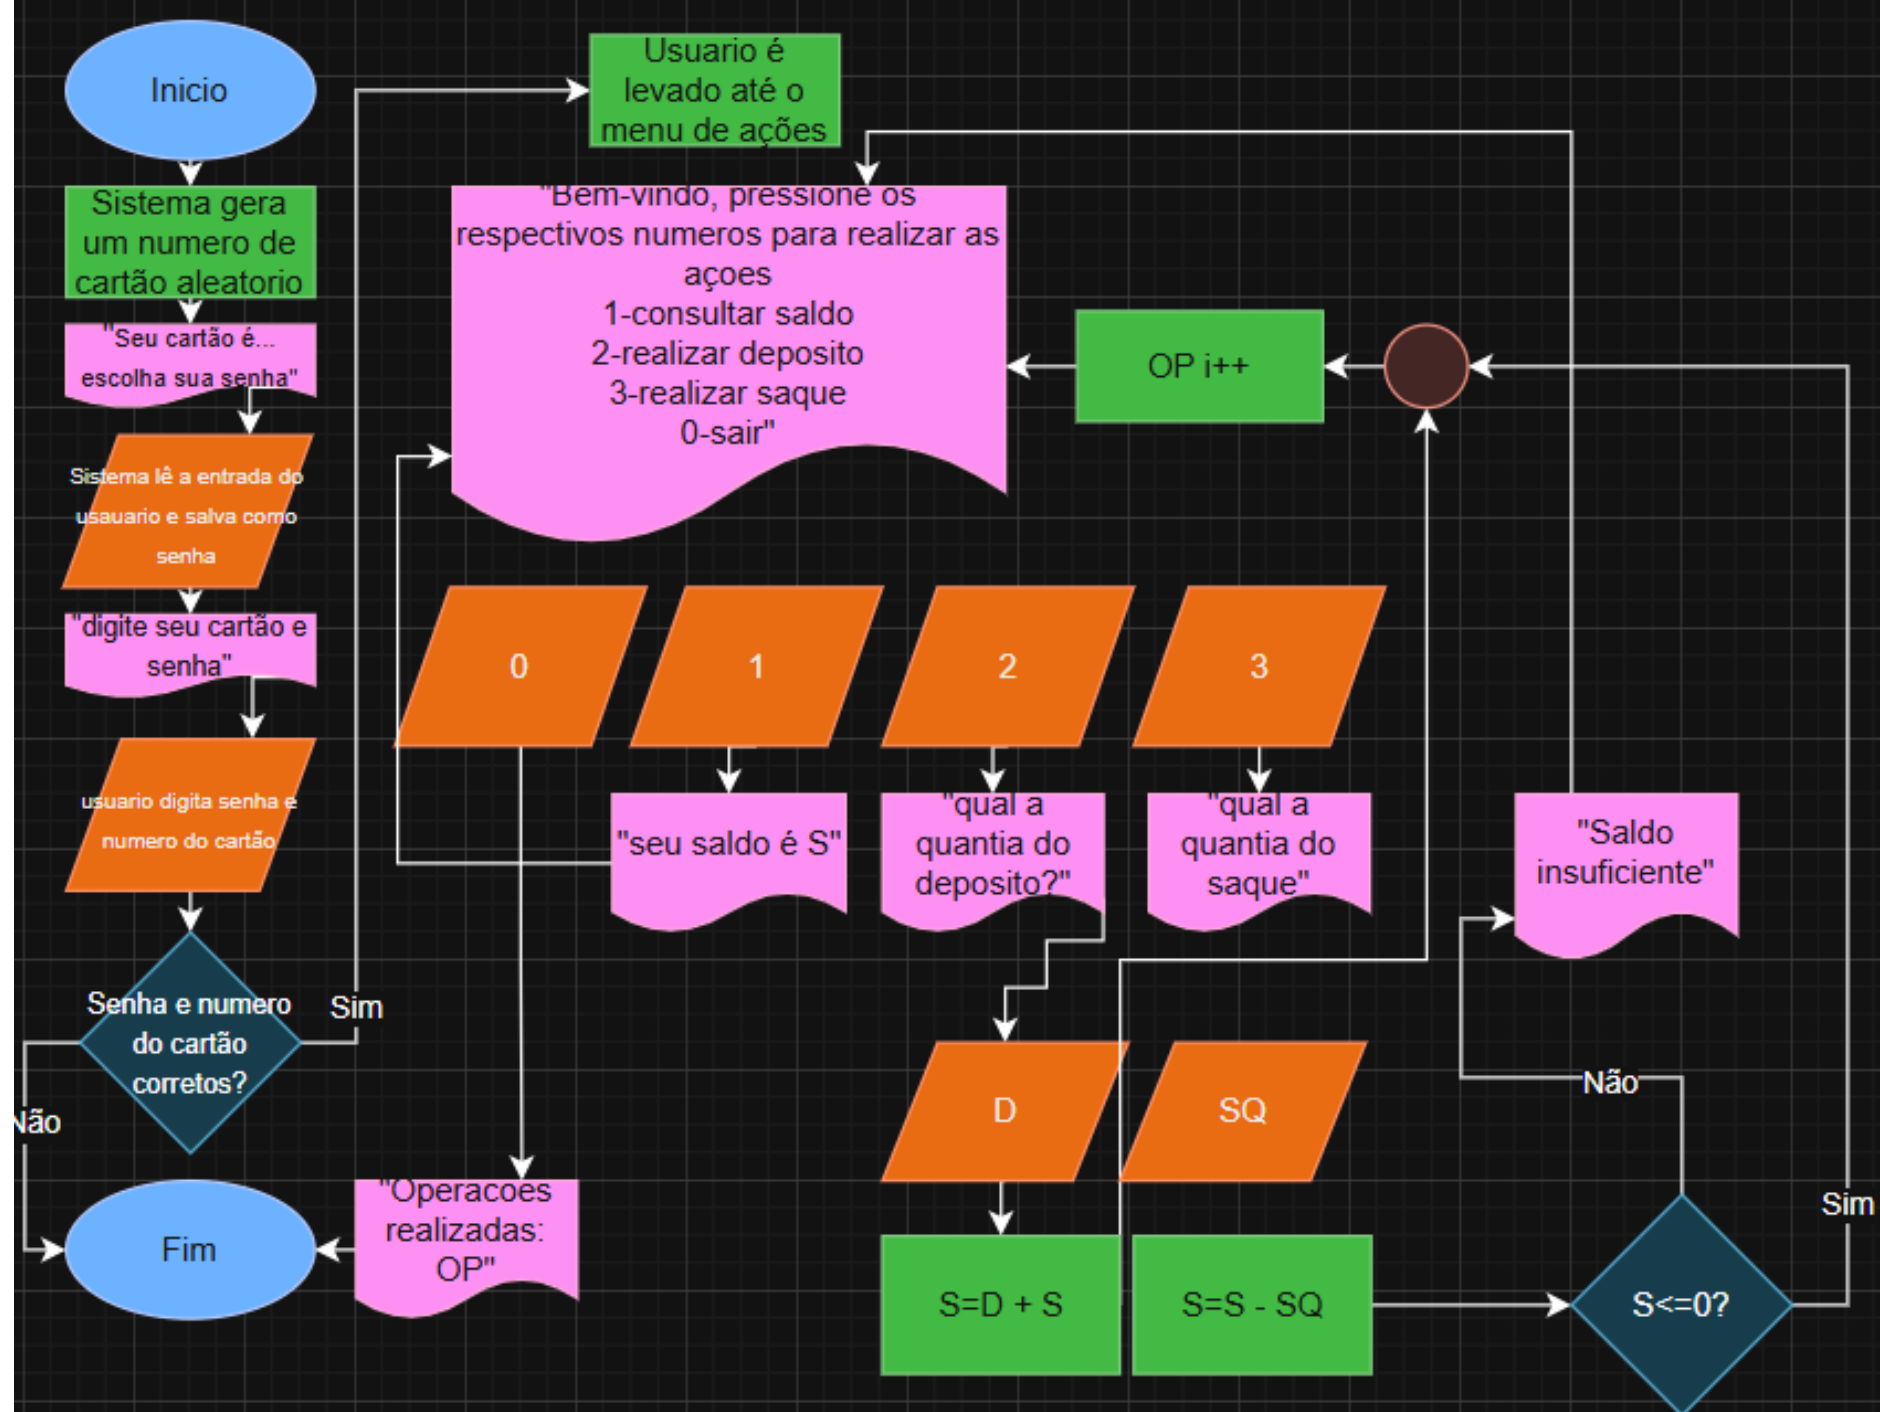 Inicio
Sistema gera
um numero de
cartão aleatorio
"Seu cartão é...
escolha sua senha"
Sistema lê a entrada do
usauario e salva como
senha
"digite seu cartão e
senha"
usuario digita senha e
numero do cartão
Senha e numero
do cartão
corretos?
Sim
Não
Fim
Usuario é
levado até o
menu de ações
"Bem-vindo, pressione os
respectivos numeros para realizar as
açoes
1-consultar saldo
2-realizar deposito
3-realizar saque
0-sair"
OP i++
0
1
2
3
"seu saldo é S"
"qual a
quantia do
deposito?"
"qual a
quantia do
saque"
"Saldo
insuficiente"
D
SQ
Não
Sim
"Operacoes
realizadas:
OP"
S=D + S
S=S - SQ
S<=0?